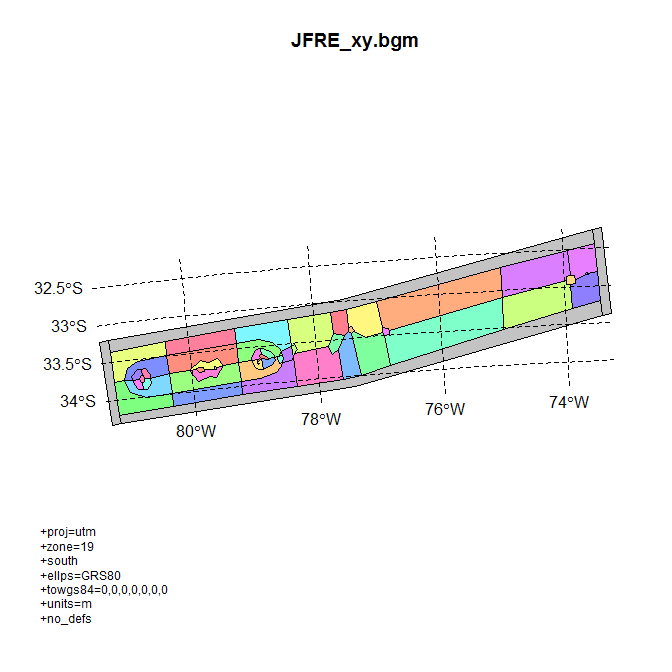 JFRE_xy.bgm
32.5°S
33°S
33.5°S
34°S
80°W
78°W
76°W
74°W
+proj=utm
+zone=19
+south
+ellps=GRS80
+towgs84=0,0,0,0,0,0,0
+units=m
+no_defs